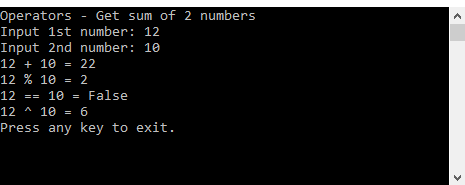 Operators - Get sum of 2 numbers
Input 1st number: 12
Input 2nd number: 10
12 + 10 = 22
12 % 10 = 2
12 == 10 = False
12 ^ 10 = 6
Press any key to exit.